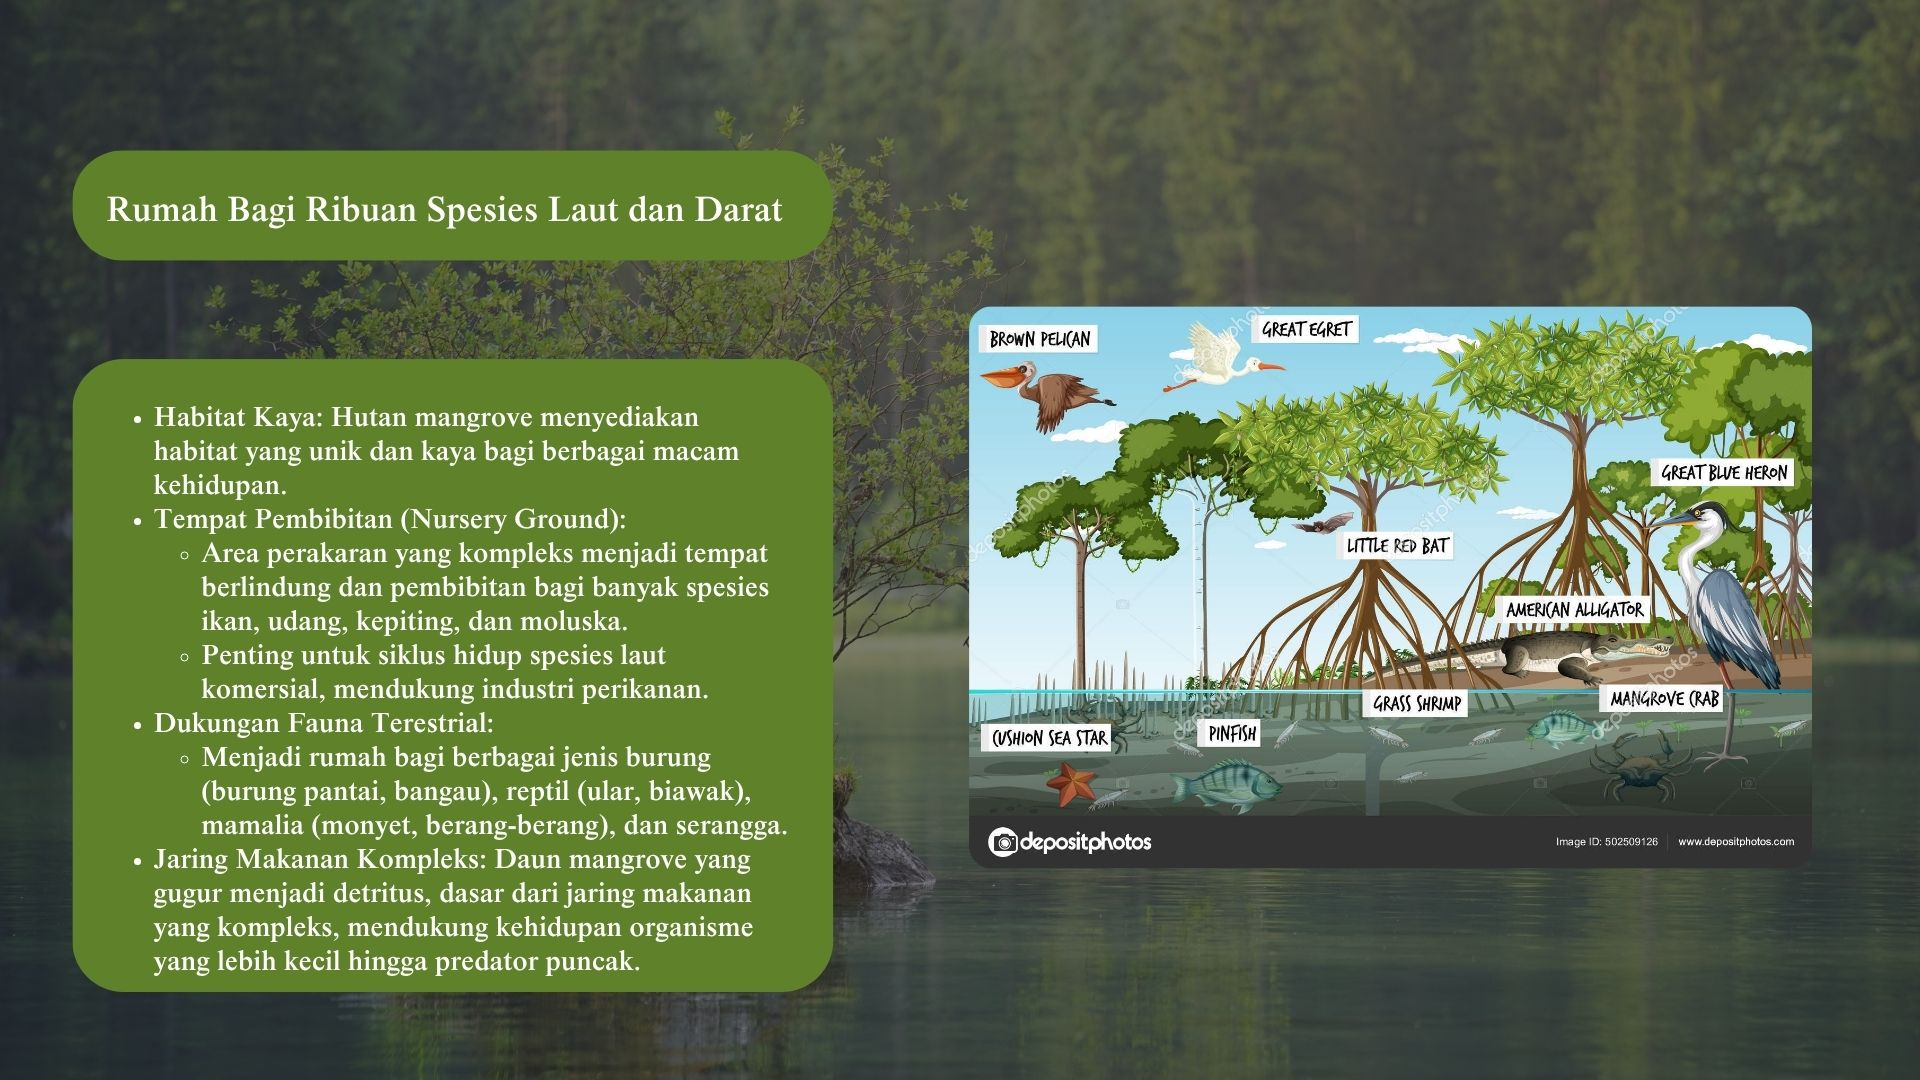 Rumah Bagi Ribuan Spesies Laut dan Darat
• Habitat Kaya: Hutan mangrove menyediakan
habitat yang unik dan kaya bagi berbagai macam
kehidupan.
• Tempat Pembibitan (Nursery Ground):
◦ Area perakaran yang kompleks menjadi tempat
berlindung dan pembibitan bagi banyak spesies
ikan, udang, kepiting, dan moluska.
◦ Penting untuk siklus hidup spesies laut
komersial, mendukung industri perikanan.
• Dukungan Fauna Terestrial:
◦ Menjadi rumah bagi berbagai jenis burung
(burung pantai, bangau), reptil (ular, biawak),
mamalia (monyet, berang-berang), dan serangga.
• Jaring Makanan Kompleks: Daun mangrove yang
gugur menjadi detritus, dasar dari jaring makanan
yang kompleks, mendukung kehidupan organisme
yang lebih kecil hingga predator puncak.
BROWN PELICAN
GREAT EGRET
GREAT BLUE HERON
LITTLE RED BAT
AMERICAN ALLIGATOR
MANGROVE CRAB
GRASS SHRIMP
PINFISH
CUSHION SEA STAR
depositphotos
Image ID: 502509126
www.depositphotos.com